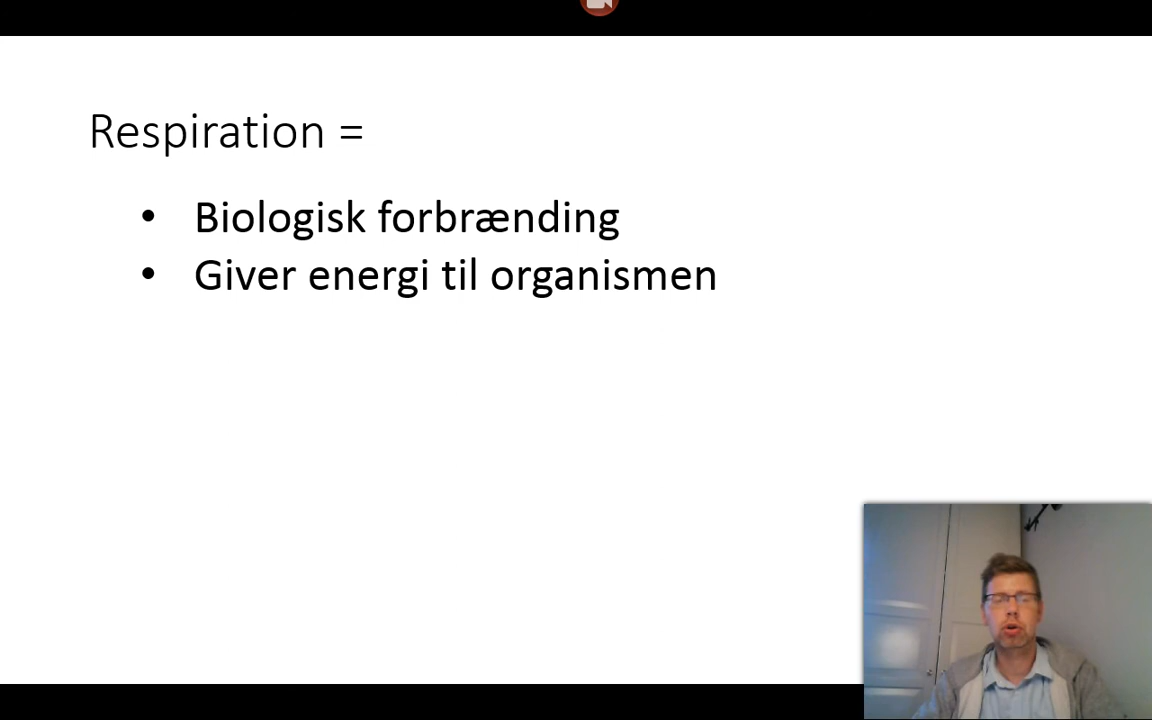 Respiration =
• Biologisk forbrænding
• Giver energi til organismen